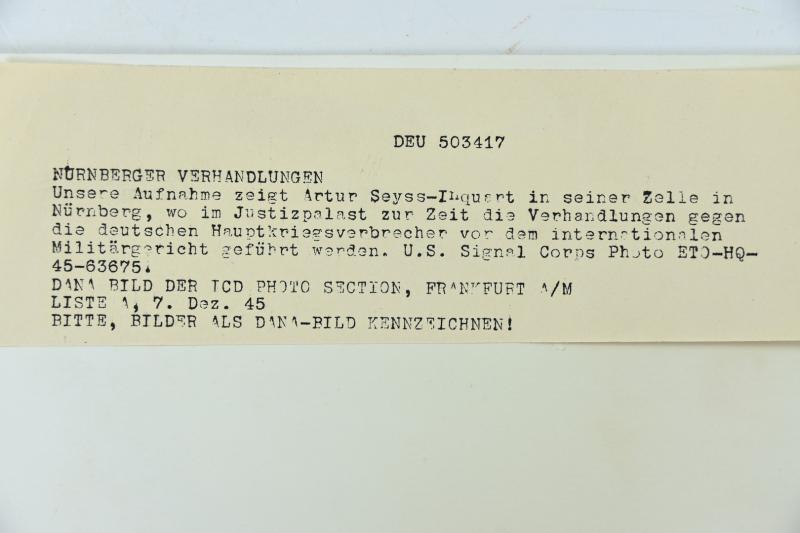 DEU 503417
NÜRNBERGER VERHANDLUNGEN
Unsere Aufnahme zeigt Artur Seyss-Inquart in seiner Zelle in
Nürnberg, wo im Justizpalast zur Zeit die Verhandlungen gegen
die deutschen Hauptkriegsverbrecher vor dem internationalen
Militärgericht geführt werden. U.S. Signal Corps Photo ETO-HQ-
45-63675.
DANA BILD DER ICD PHOTO SECTION, FRANKFURT A/M
LISTE A, 7. Dez. 45
BITTE, BILDER ALS DANA-BILD KENNZEICHNEN!